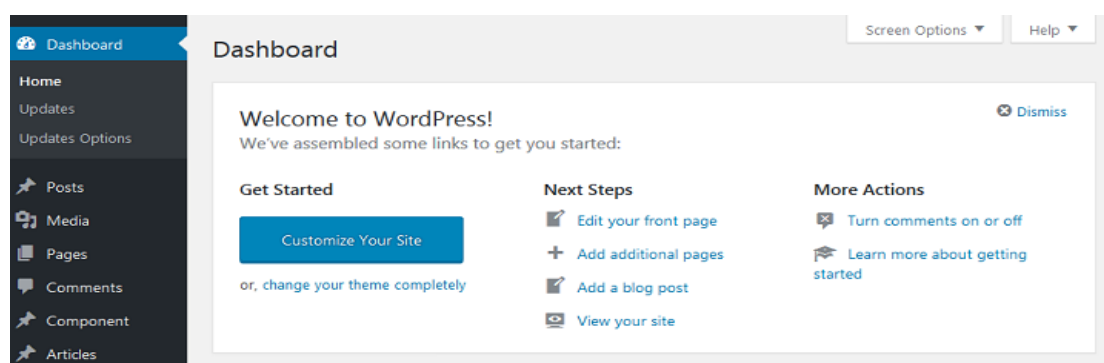 Dashboard
Home
Updates
Updates Options
Posts
Media
Pages
Comments
Component
Articles
Screen Options
Help
Dashboard
Welcome to WordPress!
We've assembled some links to get you started:
Dismiss
Get Started
Customize Your Site
or, change your theme completely
Next Steps
Edit your front page
Add additional pages
Add a blog post
View your site
More Actions
Turn comments on or off
Learn more about getting
started